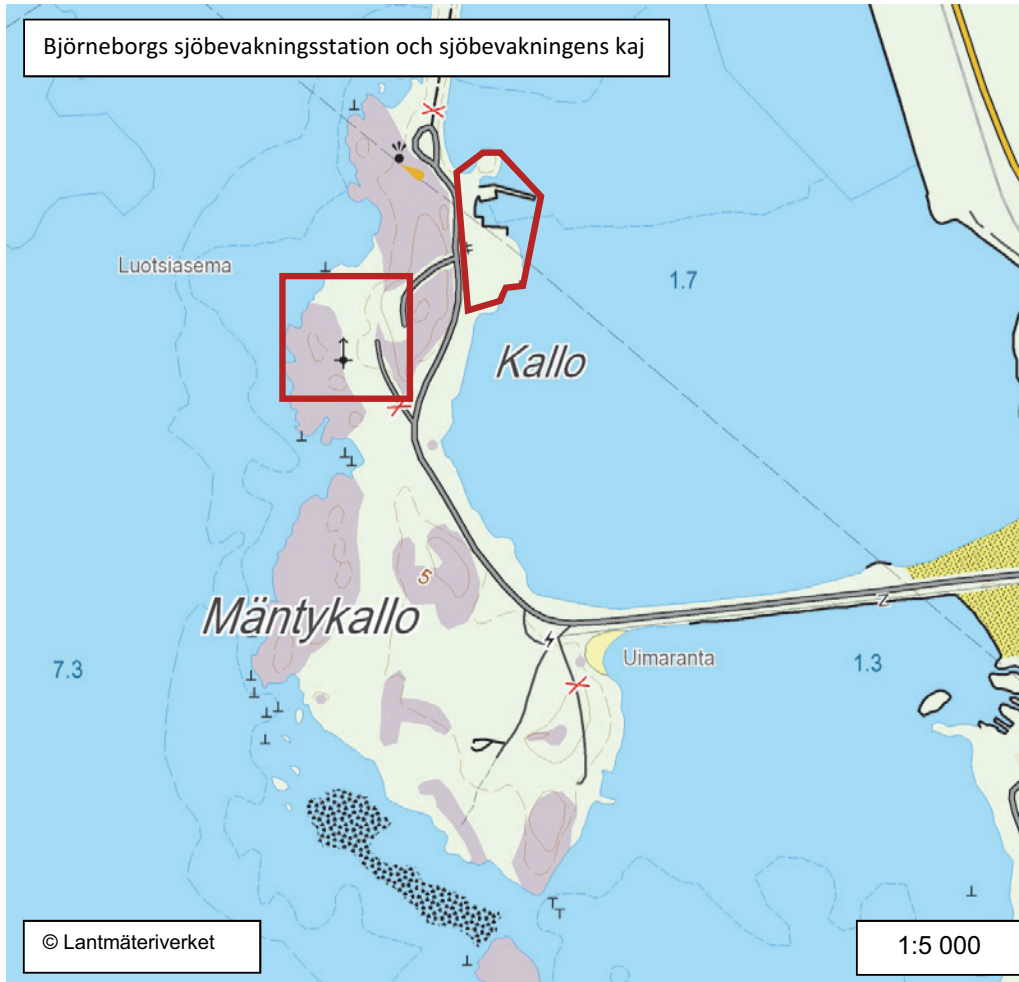 Björneborgs sjöbevakningsstation och sjöbevakningens kaj
Luotsiasema
1.7
Kallo
5
Mäntykallo
Uimaranta
7.3
1.3
© Lantmäteriverket
1:5 000